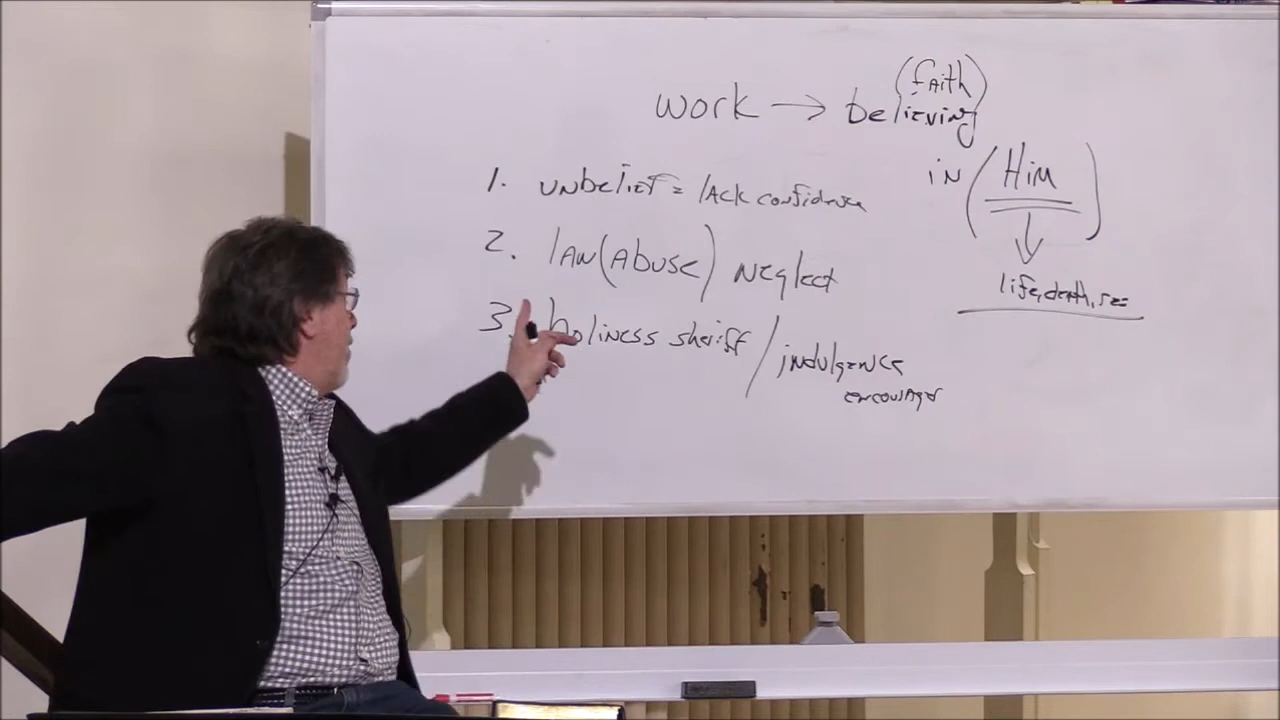 (faith)
work → believing
in (Him)
1. unbelief = lack confidence
2. law (Abuse) neglect
life, death, res
3. holiness sheriff / indulgence
encourager